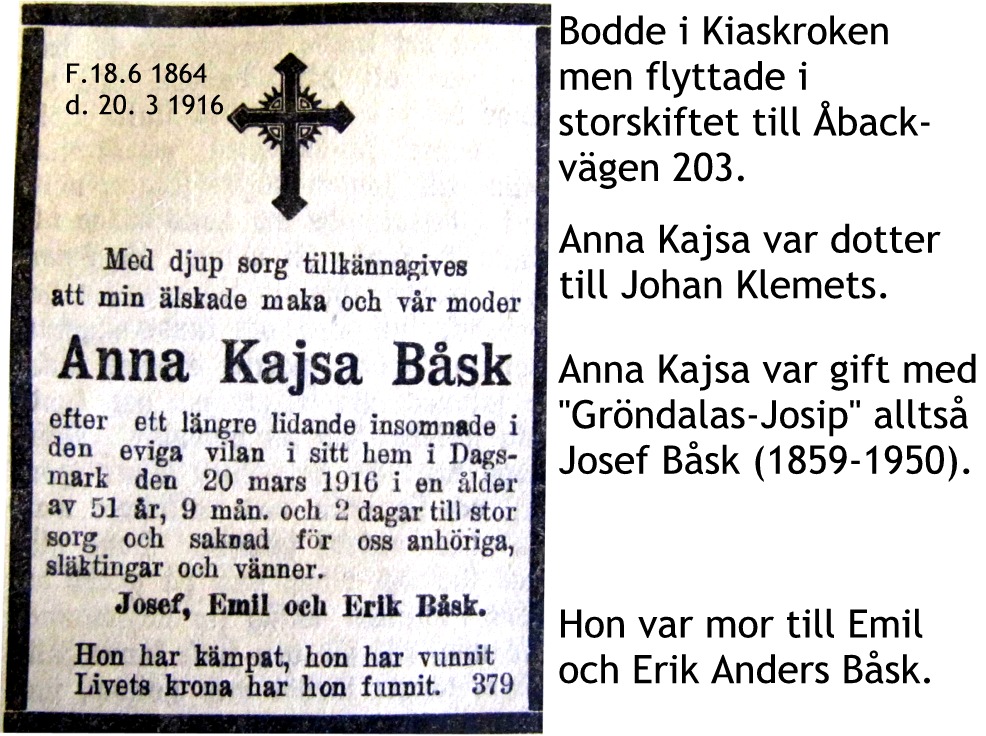 F.18.6 1864
d. 20. 3 1916
Med djup sorg tillkännagives
att min älskade maka och vår moder
Anna Kajsa Båsk
efter ett längre lidande insomnade i
den eviga vilan i sitt hem i Dags-
mark den 20 mars 1916 i en ålder
av 51 år, 9 mån. och 2 dagar till stor
sorg och saknad för oss anhöriga,
släktingar och vänner.
Josef, Emil och Erik Båsk.
Hon har kämpat, hon har vunnit
Livets krona har hon funnit. 379
Bodde i Kiaskroken
men flyttade i
storskiftet till Åback-
vägen 203.
Anna Kajsa var dotter
till Johan Klemets.
Anna Kajsa var gift med
"Gröndalas-Josip" alltså
Josef Båsk (1859-1950).
Hon var mor till Emil
och Erik Anders Båsk.